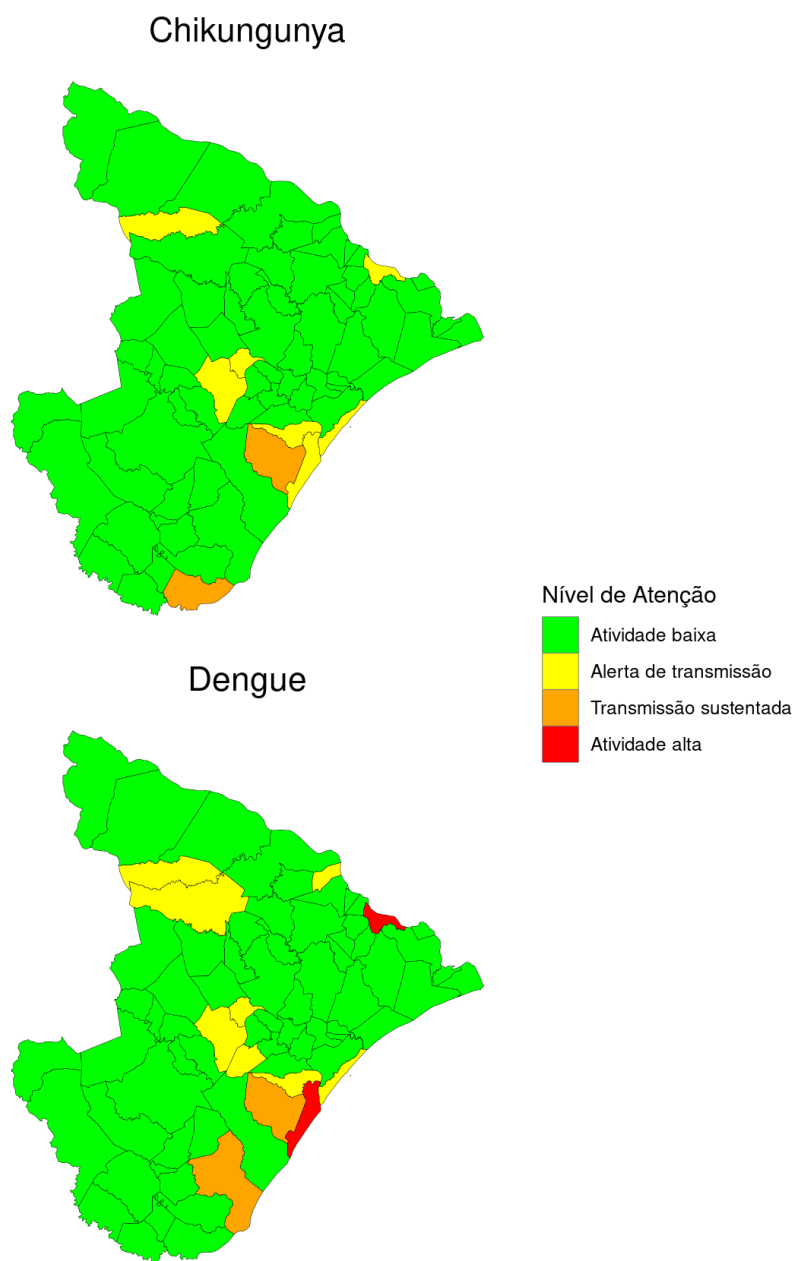 Chikungunya
Nível de Atenção
Atividade baixa
Alerta de transmissão
Transmissão sustentada
Atividade alta
Dengue